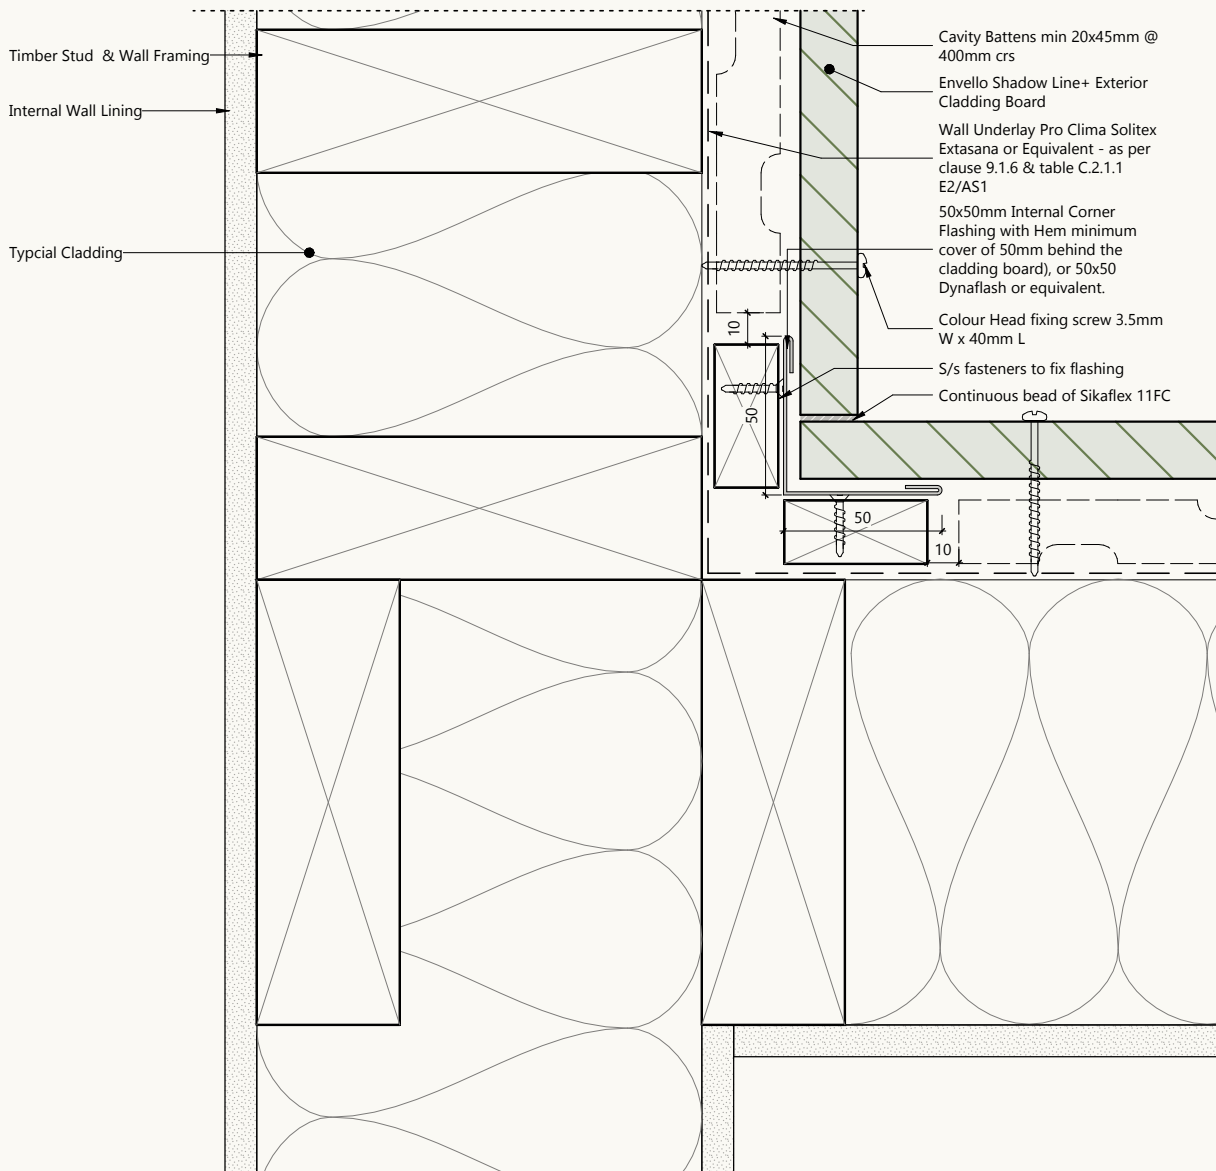 Timber Stud  & Wall Framing
Internal Wall Lining
Typcial Cladding
Cavity Battens min 20x45mm @
400mm crs
Envello Shadow Line+ Exterior
Cladding Board
Wall Underlay Pro Clima Solitex
Extasana or Equivalent - as per
clause 9.1.6 & table C.2.1.1
E2/AS1
50x50mm Internal Corner
Flashing with Hem minimum
cover of 50mm behind the
cladding board), or 50x50
Dynaflash or equivalent.
Colour Head fixing screw 3.5mm
W x 40mm L
S/s fasteners to fix flashing
Continuous bead of Sikaflex 11FC
10
50
50
10